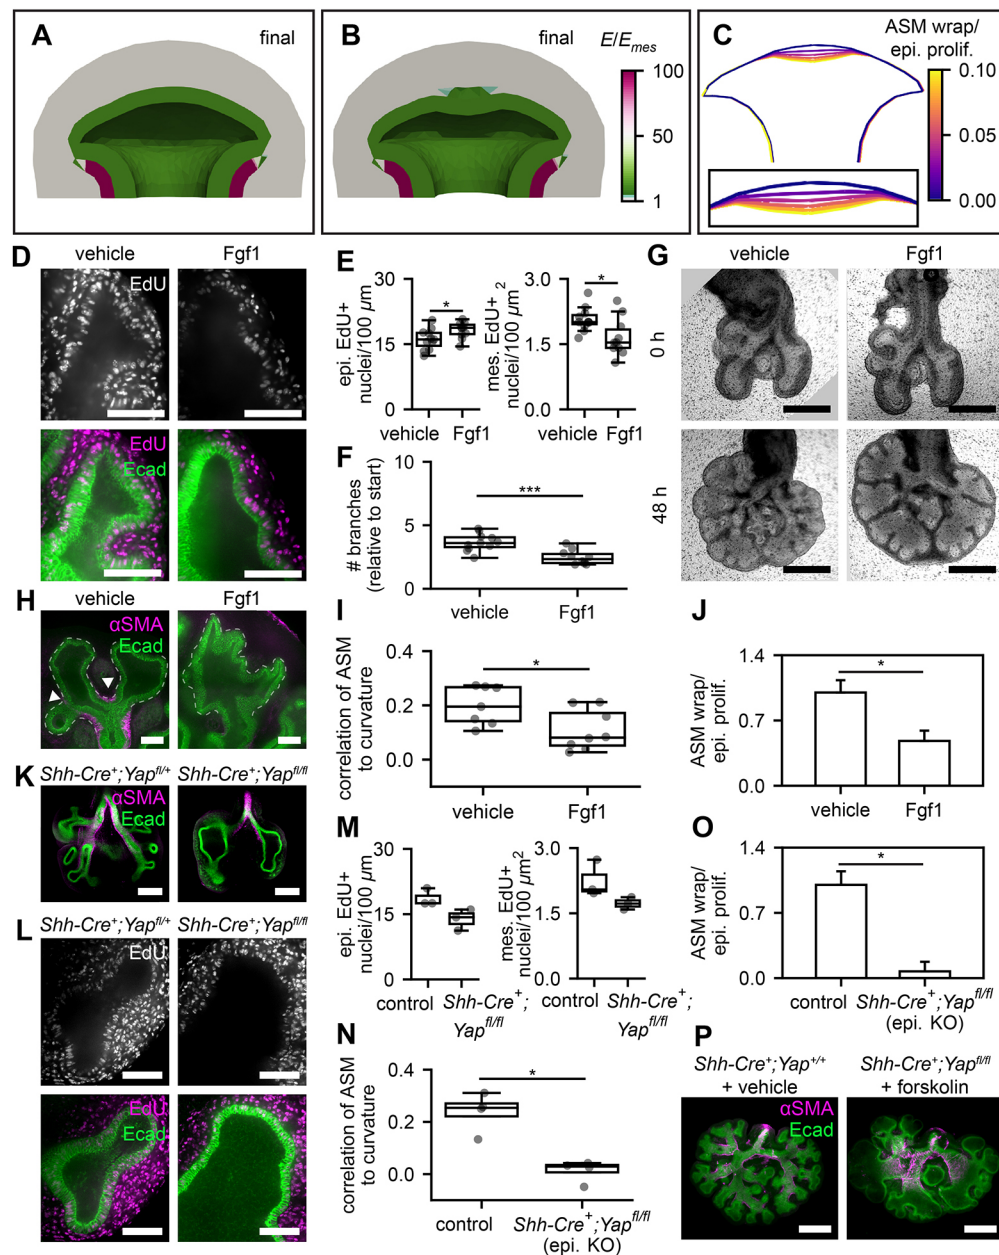 A
final
B
final
E/Emes
100
50
1
C
ASM wrap/
epi. prolif.
0.10
0.05
0.00
D
vehicle
Fgf1
EdU
EdU
Ecad
E
epi. EdU+
nuclei/100 µm
30
15
0
*
vehicle
Fgf1
mes. EdU+
nuclei/100 µm2
3.0
1.5
0.0
*
vehicle
Fgf1
F
# branches
(relative to start)
10
5
0
***
vehicle
Fgf1
G
vehicle
Fgf1
0 h
48 h
H
vehicle
Fgf1
αSMA
Ecad
I
correlation of ASM
to curvature
0.4
0.2
0.0
*
vehicle
Fgf1
J
ASM wrap/
epi. prolif.
1.4
0.7
0.0
*
vehicle
Fgf1
K
Shh-Cre+;Yapfl/+
Shh-Cre+;Yapfl/fl
αSMA
Ecad
L
Shh-Cre+;Yapfl/+
Shh-Cre+;Yapfl/fl
EdU
EdU
Ecad
M
epi. EdU+
nuclei/100 µm
30
15
0
control
Shh-Cre+;
Yapfl/fl
mes. EdU+
nuclei/100 µm2
3.0
1.5
0.0
control
Shh-Cre+;
Yapfl/fl
N
correlation of ASM
to curvature
0.4
0.2
0.0
*
control
Shh-Cre+;Yapfl/fl
(epi. KO)
O
ASM wrap/
epi. prolif.
1.4
0.7
0.0
*
control
Shh-Cre+;Yapfl/fl
(epi. KO)
P
Shh-Cre+;Yap+/+
+ vehicle
Shh-Cre+;Yapfl/fl
+ forskolin
αSMA
Ecad